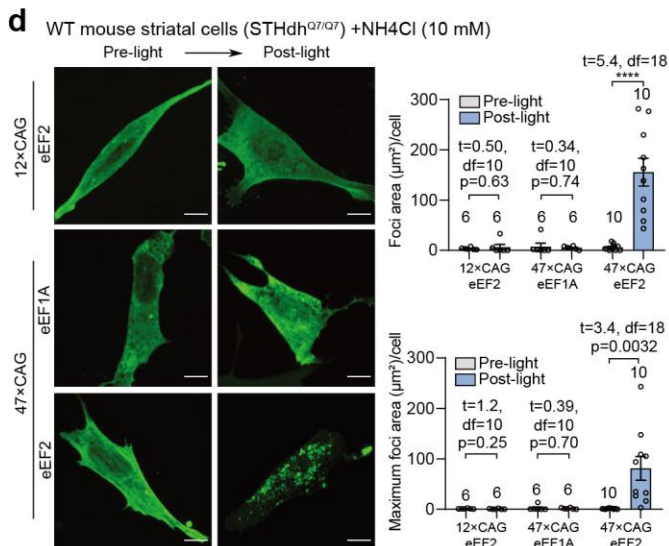 d
WT mouse striatal cells (STHdhQ7/Q7) +NH4Cl (10 mM)
Pre-light
Post-light
12×CAG
eEF2
47×CAG
eEF1A
eEF2
t=5.4, df=18
****
10
Pre-light
Post-light
t=0.50,
df=10
p=0.63
t=0.34,
df=10
p=0.74
6 6 6 6 10
Foci area (µm²)/cell
300
200
100
0
12×CAG
eEF2
47×CAG
eEF1A
47×CAG
eEF2
t=3.4, df=18
p=0.0032
10
Pre-light
Post-light
t=1.2,
df=10
p=0.25
t=0.39,
df=10
p=0.70
6 6 6 6 10
Maximum foci area (µm²)/cell
300
200
100
0
12×CAG
eEF2
47×CAG
eEF1A
47×CAG
eEF2